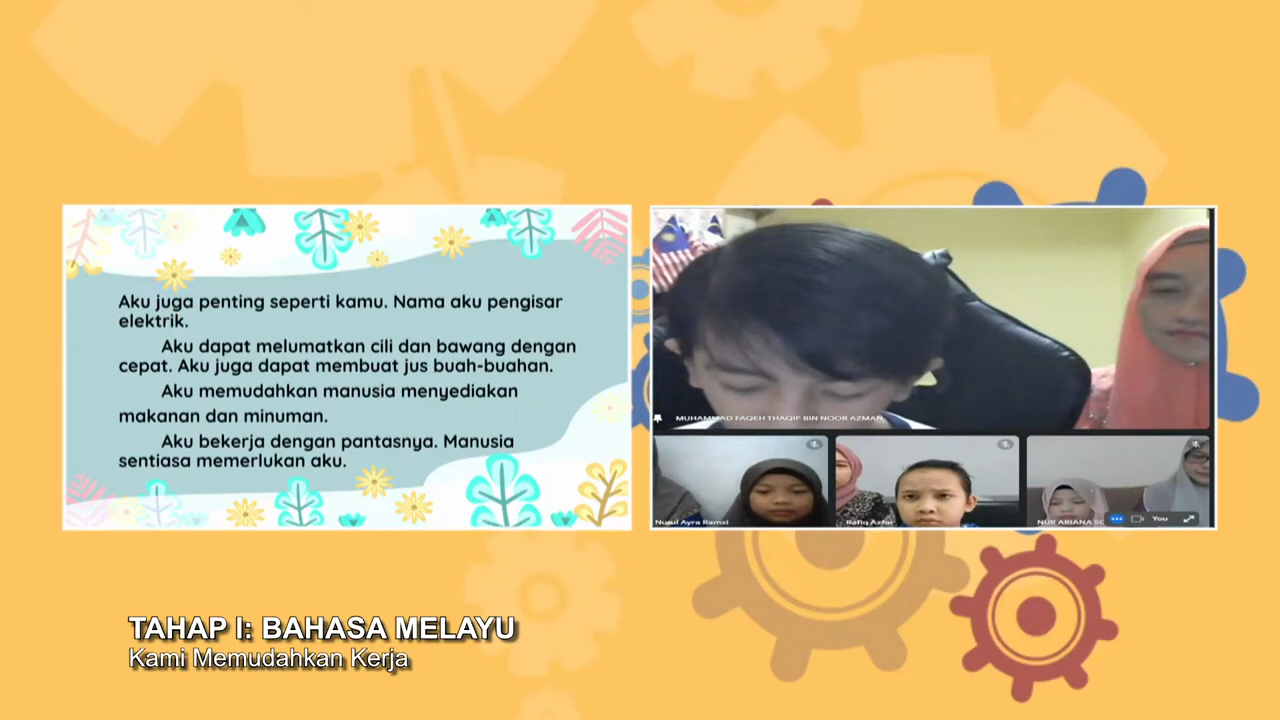 Aku juga penting seperti kamu. Nama aku pengisar
elektrik.
Aku dapat melumatkan cili dan bawang dengan
cepat. Aku juga dapat membuat jus buah-buahan.
Aku memudahkan manusia menyediakan
makanan dan minuman.
Aku bekerja dengan pantasnya. Manusia
sentiasa memerlukan aku.
MUHAMMAD FAQEH THAQIF BIN NOOR AZMAN
Nurul Ayra Ramzi
Rafiq Azfar
NUR ARIANA
You
TAHAP I: BAHASA MELAYU
Kami Memudahkan Kerja